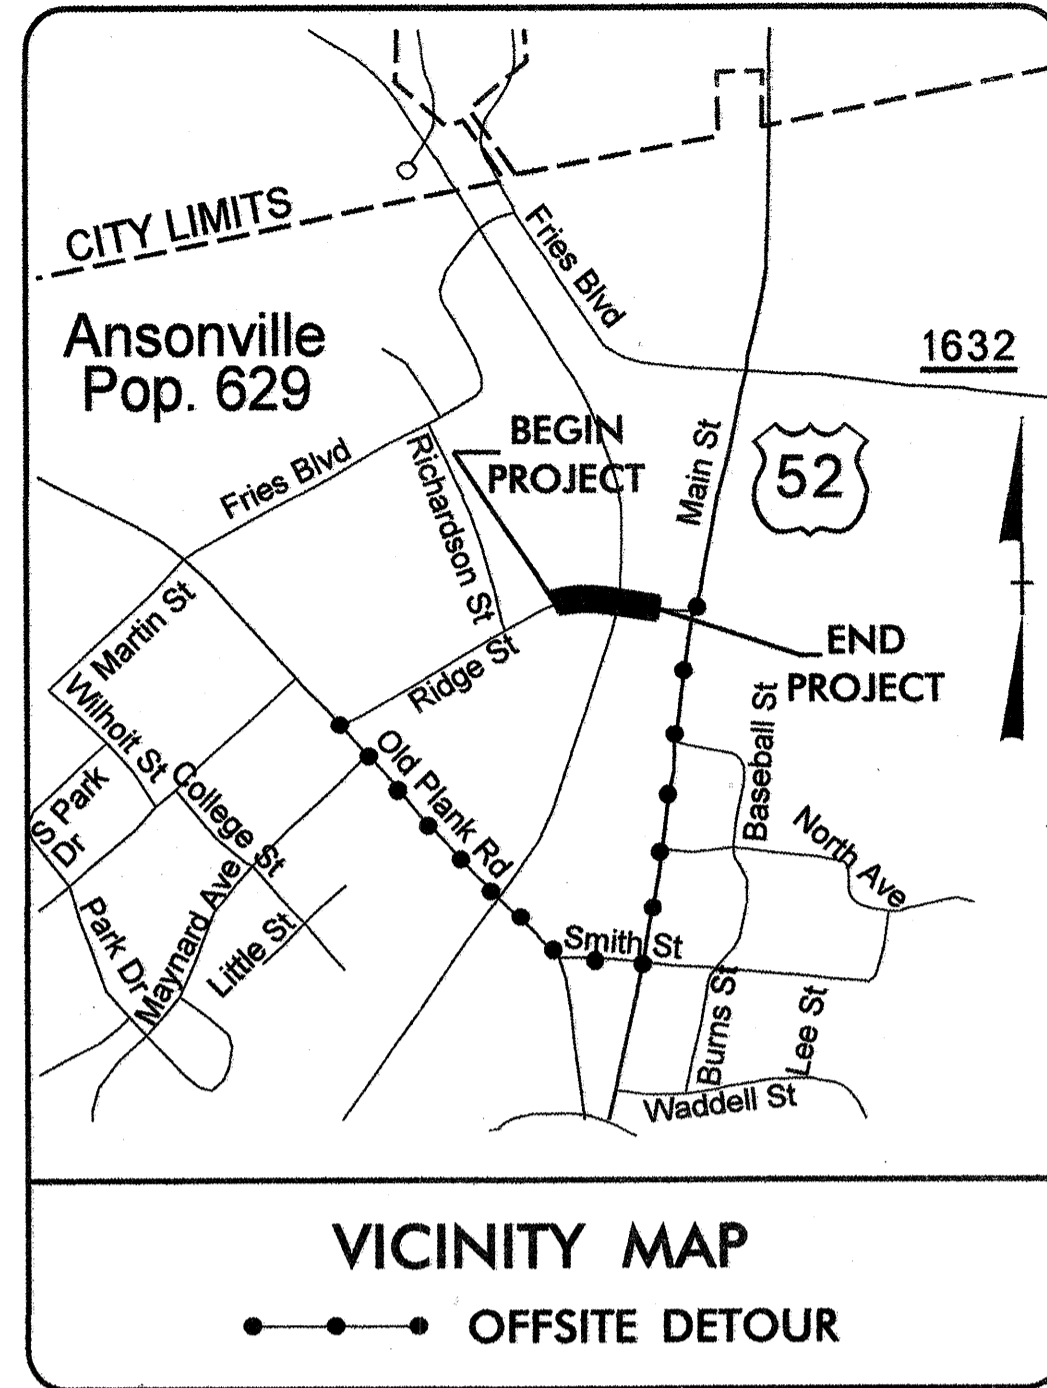 CITY LIMITS
Fries Blvd
Ansonville
Pop. 629
1632
BEGIN
PROJECT
Main St
52
Fries Blvd
Richardson St
Martin St
END
PROJECT
Ridge St
Wilhoit St
Old Plank Rd
Baseball St
College St
S Park
Dr
North Ave
Park Dr
Maynard Ave
Little St
Smith St
Burns St
Lee St
Waddell St
VICINITY MAP
OFFSITE DETOUR